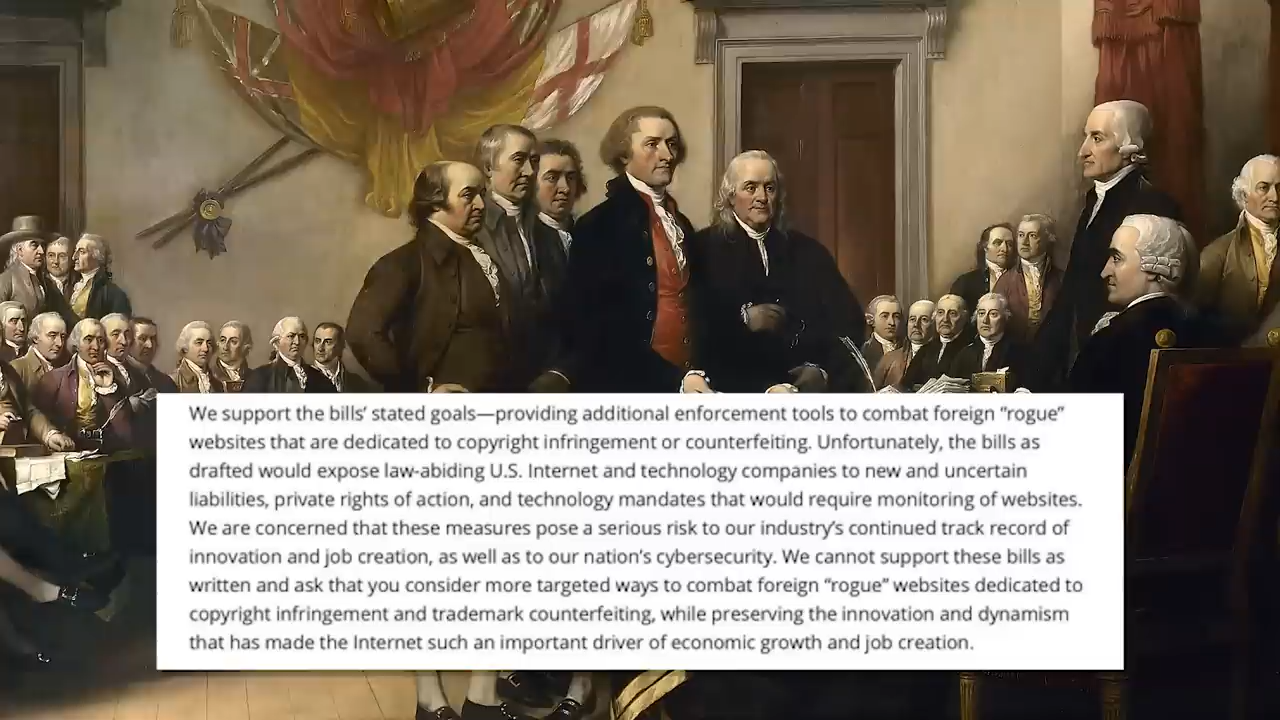 We support the bills’ stated goals—providing additional enforcement tools to combat foreign “rogue”
websites that are dedicated to copyright infringement or counterfeiting. Unfortunately, the bills as
drafted would expose law-abiding U.S. Internet and technology companies to new and uncertain
liabilities, private rights of action, and technology mandates that would require monitoring of websites.
We are concerned that these measures pose a serious risk to our industry’s continued track record of
innovation and job creation, as well as to our nation’s cybersecurity. We cannot support these bills as
written and ask that you consider more targeted ways to combat foreign “rogue” websites dedicated to
copyright infringement and trademark counterfeiting, while preserving the innovation and dynamism
that has made the Internet such an important driver of economic growth and job creation.